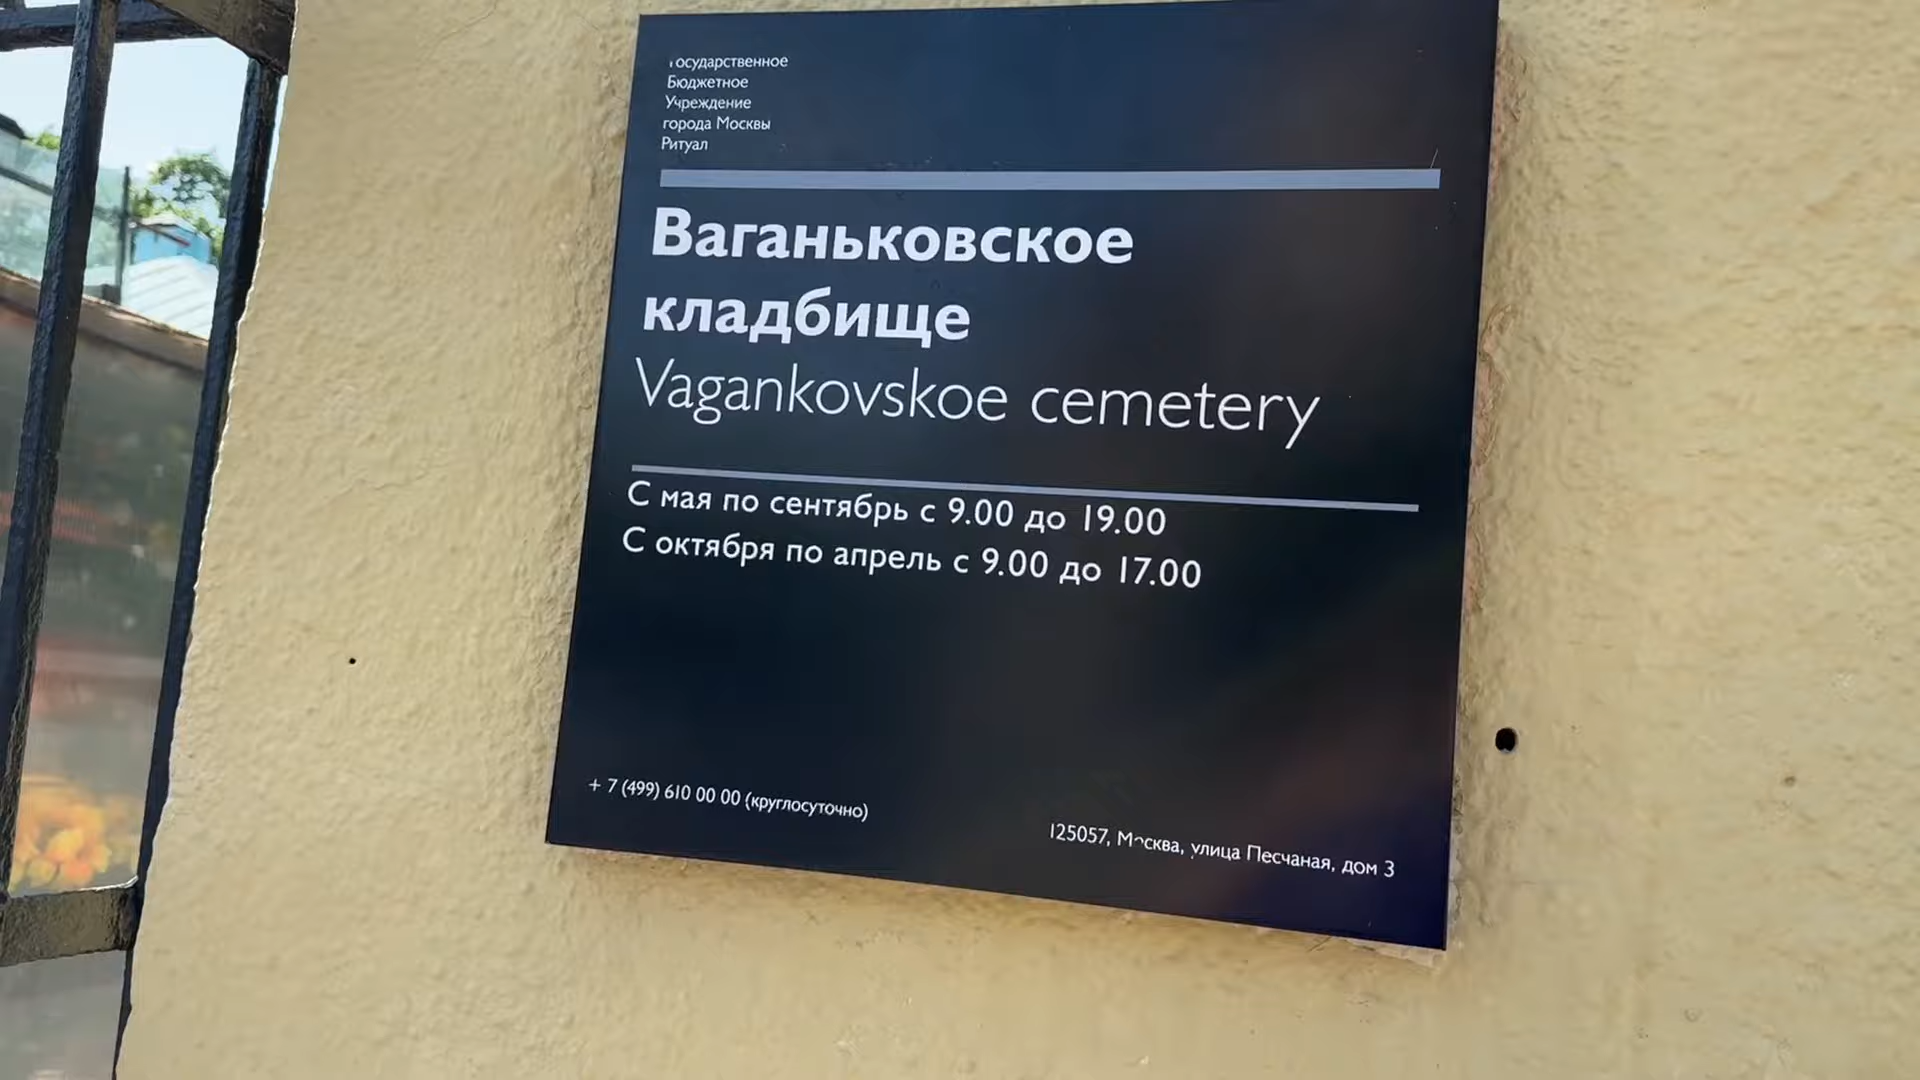 Государственное
Бюджетное
Учреждение
города Москвы
Ритуал
Ваганьковское
кладбище
Vagankovskoe cemetery
С мая по сентябрь с 9.00 до 19.00
С октября по апрель с 9.00 до 17.00
+ 7 (499) 610 00 00 (круглосуточно)
125057, Москва, улица Песчаная, дом 3